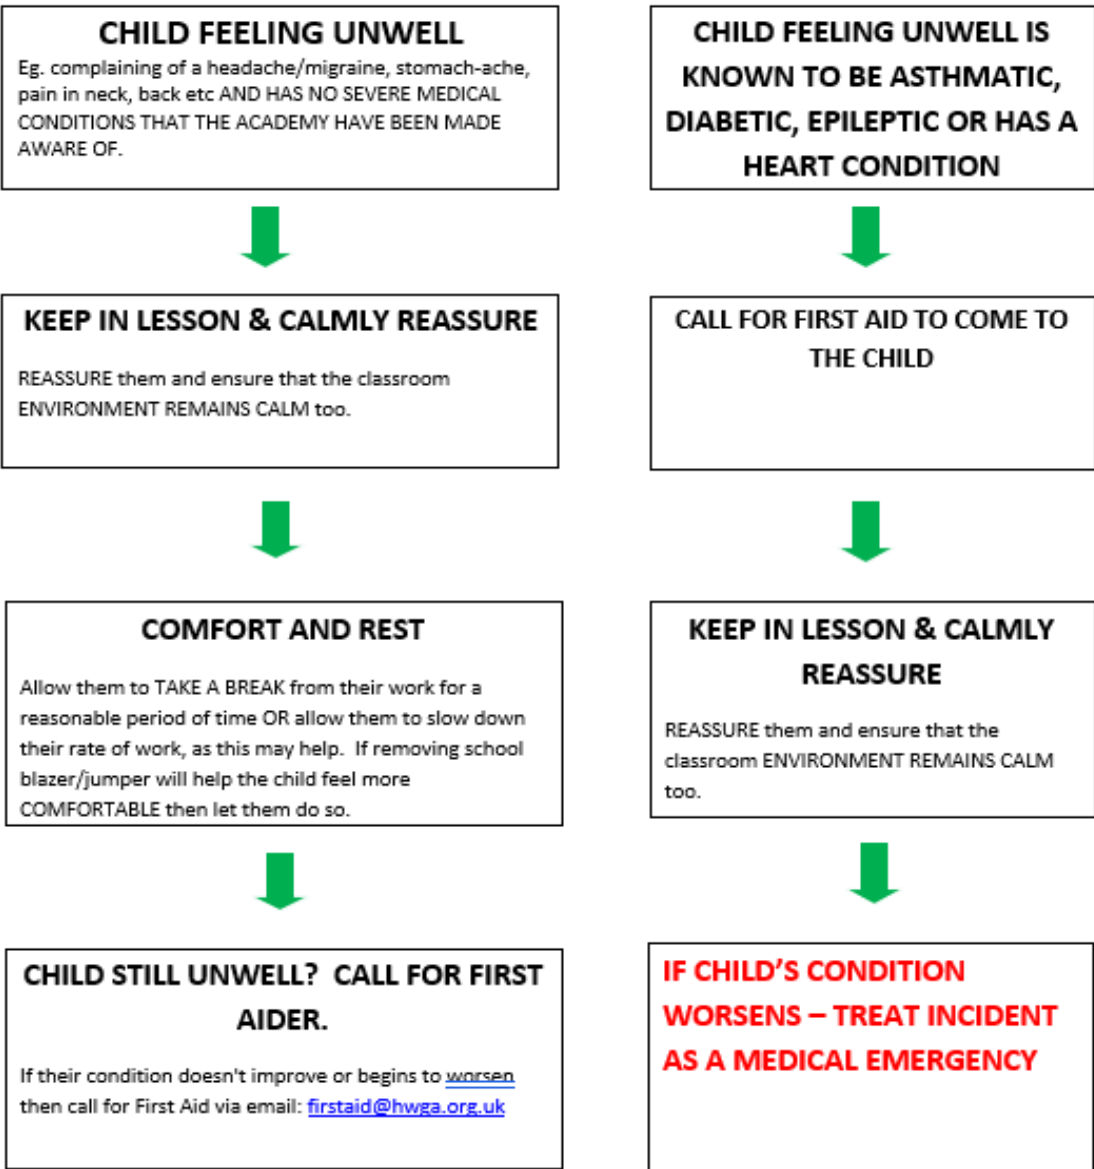 CHILD FEELING UNWELL
Eg. complaining of a headache/migraine, stomach-ache,
pain in neck, back etc AND HAS NO SEVERE MEDICAL
CONDITIONS THAT THE ACADEMY HAVE BEEN MADE
AWARE OF.
KEEP IN LESSON & CALMLY REASSURE
REASSURE them and ensure that the classroom
ENVIRONMENT REMAINS CALM too.
COMFORT AND REST
Allow them to TAKE A BREAK from their work for a
reasonable period of time OR allow them to slow down
their rate of work, as this may help.  If removing school
blazer/jumper will help the child feel more
COMFORTABLE then let them do so.
CHILD STILL UNWELL?  CALL FOR FIRST
AIDER.
If their condition doesn't improve or begins to worsen
then call for First Aid via email: firstaid@hwga.org.uk
CHILD FEELING UNWELL IS
KNOWN TO BE ASTHMATIC,
DIABETIC, EPILEPTIC OR HAS A
HEART CONDITION
CALL FOR FIRST AID TO COME TO
THE CHILD
KEEP IN LESSON & CALMLY
REASSURE
REASSURE them and ensure that the
classroom ENVIRONMENT REMAINS CALM
too.
IF CHILD’S CONDITION
WORSENS – TREAT INCIDENT
AS A MEDICAL EMERGENCY